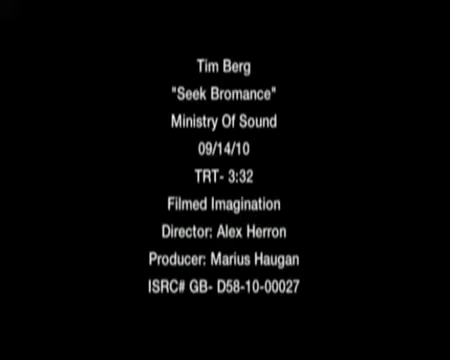 Tim Berg
"Seek Bromance"
Ministry Of Sound
09/14/10
TRT- 3:32
Filmed Imagination
Director: Alex Herron
Producer: Marius Haugan
ISRC# GB- D58-10-00027